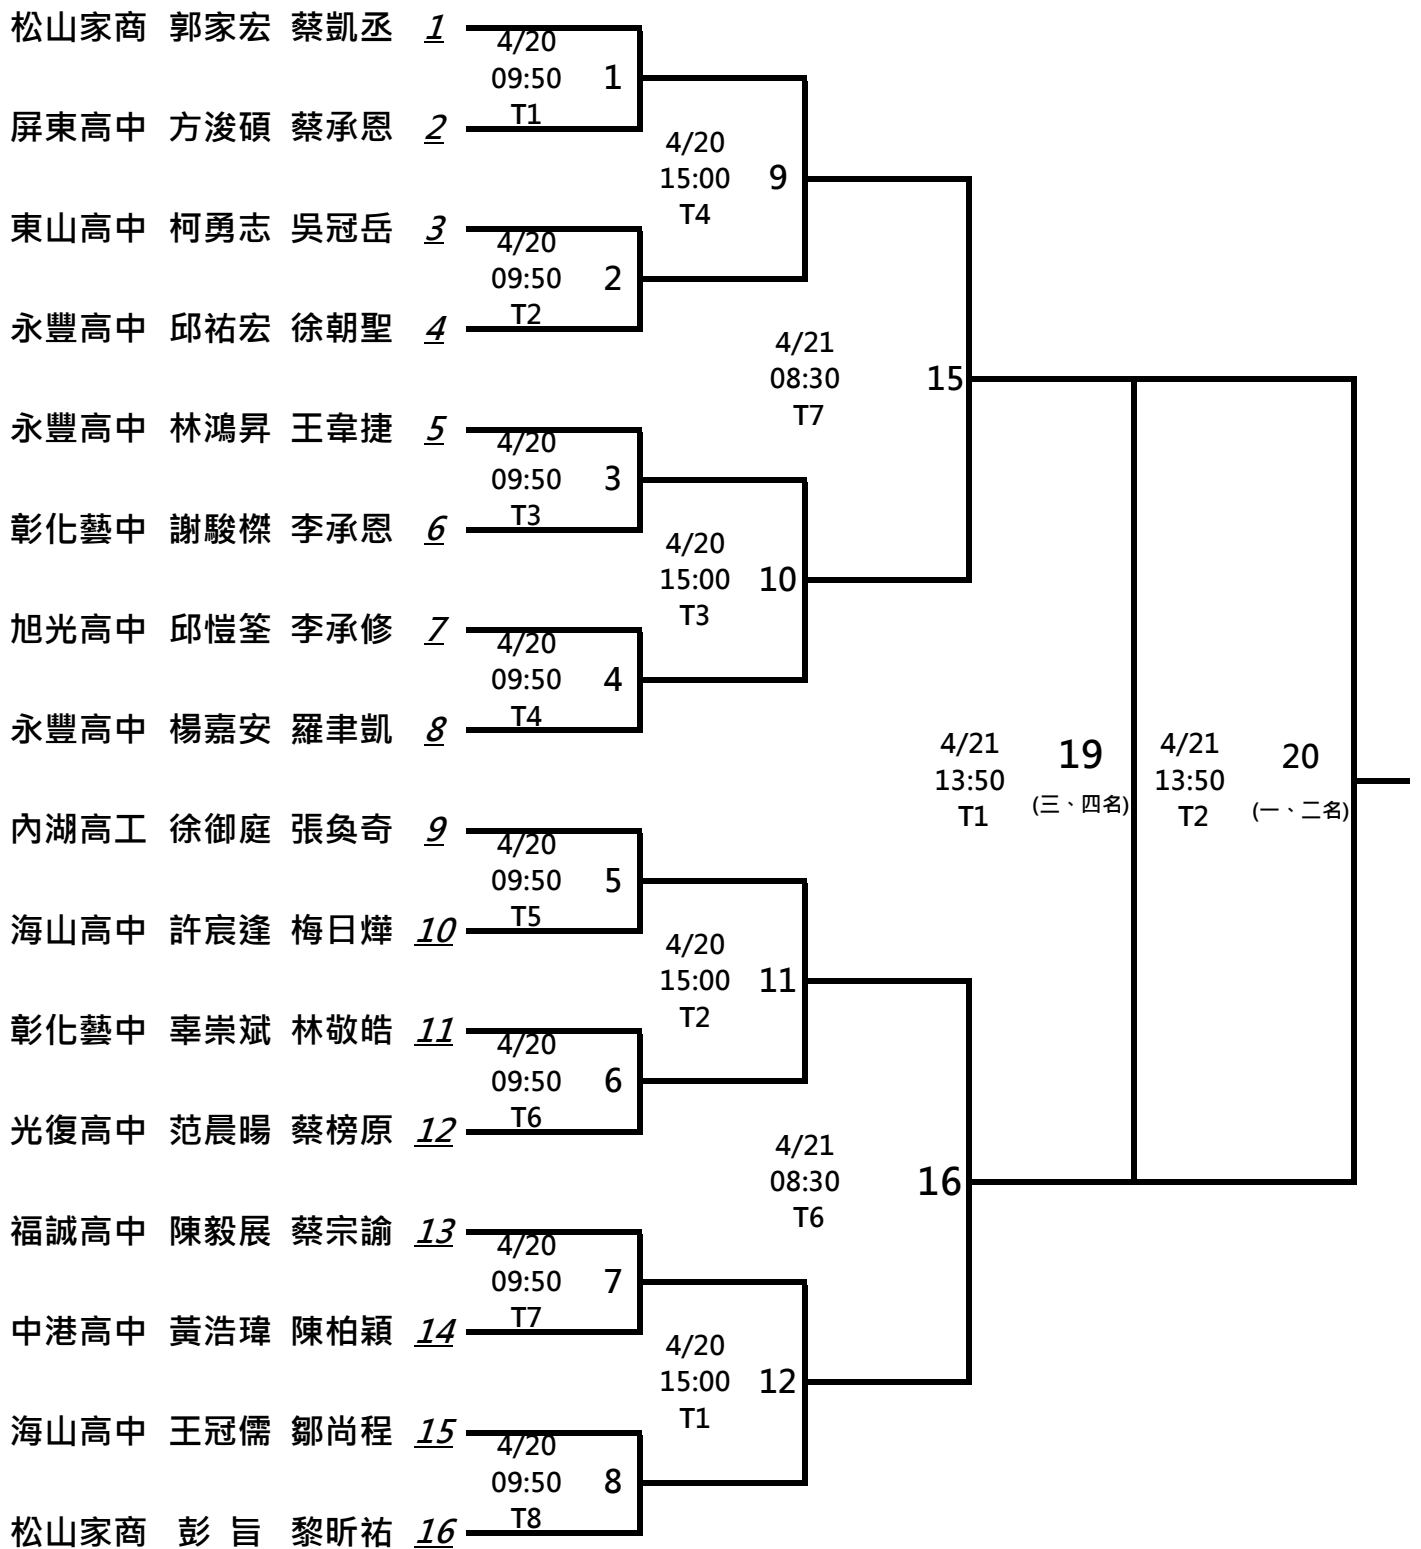 松山家商 郭家宏 蔡凱丞 1
4/20
09:50 1
T1
屏東高中 方浚碩 蔡承恩 2
4/20
15:00 9
T4
東山高中 柯勇志 吳冠岳 3
4/20
09:50 2
T2
永豐高中 邱祐宏 徐朝聖 4
4/21
08:30 15
T7
永豐高中 林鴻昇 王韋捷 5
4/20
09:50 3
T3
彰化藝中 謝駿榤 李承恩 6
4/20
15:00 10
T3
旭光高中 邱愷筌 李承修 7
4/20
09:50 4
T4
永豐高中 楊嘉安 羅聿凱 8
4/21
13:50 19
T1 (三、四名)
4/21
13:50 20
T2 (一、二名)
內湖高工 徐御庭 張奐奇 9
4/20
09:50 5
T5
海山高中 許宸逢 梅日燁 10
4/20
15:00 11
T2
彰化藝中 辜崇斌 林敬皓 11
4/20
09:50 6
T6
光復高中 范晨暘 蔡榜原 12
4/21
08:30 16
T6
福誠高中 陳毅展 蔡宗諭 13
4/20
09:50 7
T7
中港高中 黃浩瑋 陳柏穎 14
4/20
15:00 12
T1
海山高中 王冠儒 鄒尚程 15
4/20
09:50 8
T8
松山家商 彭 旨 黎昕祐 16